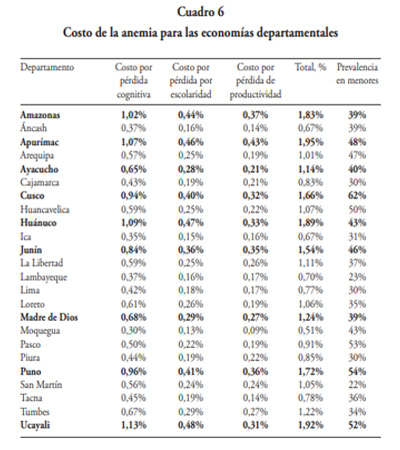 Cuadro 6
Costo de la anemia para las economías departamentales
Departamento Costo por pérdida cognitiva Costo por pérdida por escolaridad Costo por pérdida de productividad Total, % Prevalencia en menores
Amazonas 1,02% 0,44% 0,37% 1,83% 39%
Áncash 0,37% 0,16% 0,14% 0,67% 39%
Apurímac 1,07% 0,46% 0,43% 1,95% 48%
Arequipa 0,57% 0,25% 0,19% 1,01% 47%
Ayacucho 0,65% 0,28% 0,21% 1,14% 40%
Cajamarca 0,43% 0,19% 0,21% 0,83% 30%
Cusco 0,94% 0,40% 0,32% 1,66% 62%
Huancavelica 0,59% 0,25% 0,22% 1,07% 50%
Huánuco 1,09% 0,47% 0,33% 1,89% 43%
Ica 0,35% 0,15% 0,16% 0,67% 31%
Junín 0,84% 0,36% 0,35% 1,54% 46%
La Libertad 0,59% 0,25% 0,26% 1,11% 37%
Lambayeque 0,37% 0,16% 0,17% 0,70% 23%
Lima 0,42% 0,18% 0,17% 0,77% 30%
Loreto 0,61% 0,26% 0,19% 1,06% 35%
Madre de Dios 0,68% 0,29% 0,27% 1,24% 39%
Moquegua 0,30% 0,13% 0,09% 0,51% 43%
Pasco 0,50% 0,22% 0,19% 0,91% 53%
Piura 0,44% 0,19% 0,22% 0,85% 30%
Puno 0,96% 0,41% 0,36% 1,72% 54%
San Martín 0,56% 0,24% 0,24% 1,05% 22%
Tacna 0,45% 0,19% 0,14% 0,78% 36%
Tumbes 0,67% 0,29% 0,27% 1,22% 34%
Ucayali 1,13% 0,48% 0,31% 1,92% 52%